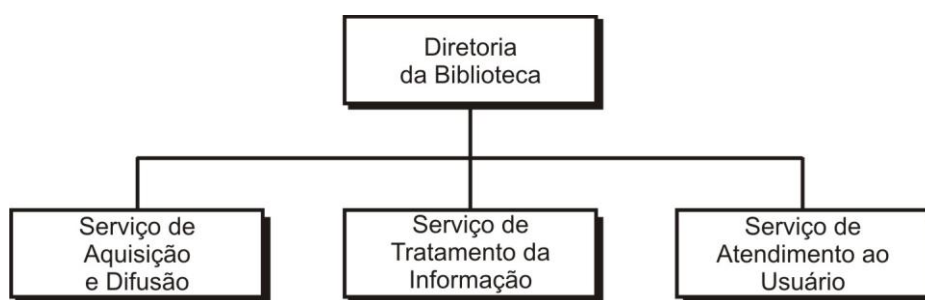 Diretoria
da Biblioteca
Serviço de
Aquisição
e Difusão
Serviço de
Tratamento da
Informação
Serviço de
Atendimento ao
Usuário